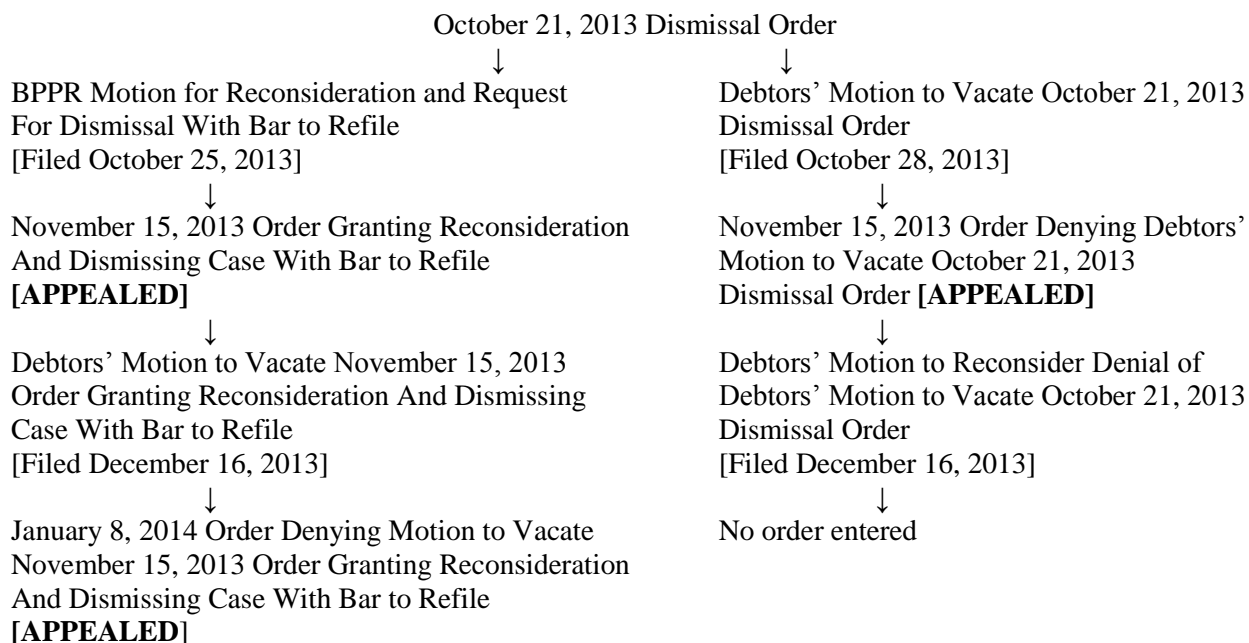 October 21, 2013 Dismissal Order
↓ ↓
BPPR Motion for Reconsideration and Request
For Dismissal With Bar to Refile
[Filed October 25, 2013]
↓
November 15, 2013 Order Granting Reconsideration
And Dismissing Case With Bar to Refile
[APPEALED]
↓
Debtors’ Motion to Vacate November 15, 2013
Order Granting Reconsideration And Dismissing
Case With Bar to Refile
[Filed December 16, 2013]
↓
January 8, 2014 Order Denying Motion to Vacate
November 15, 2013 Order Granting Reconsideration
And Dismissing Case With Bar to Refile
[APPEALED]
Debtors’ Motion to Vacate October 21, 2013
Dismissal Order
[Filed October 28, 2013]
↓
November 15, 2013 Order Denying Debtors’
Motion to Vacate October 21, 2013
Dismissal Order [APPEALED]
↓
Debtors’ Motion to Reconsider Denial of
Debtors’ Motion to Vacate October 21, 2013
Dismissal Order
[Filed December 16, 2013]
↓
No order entered